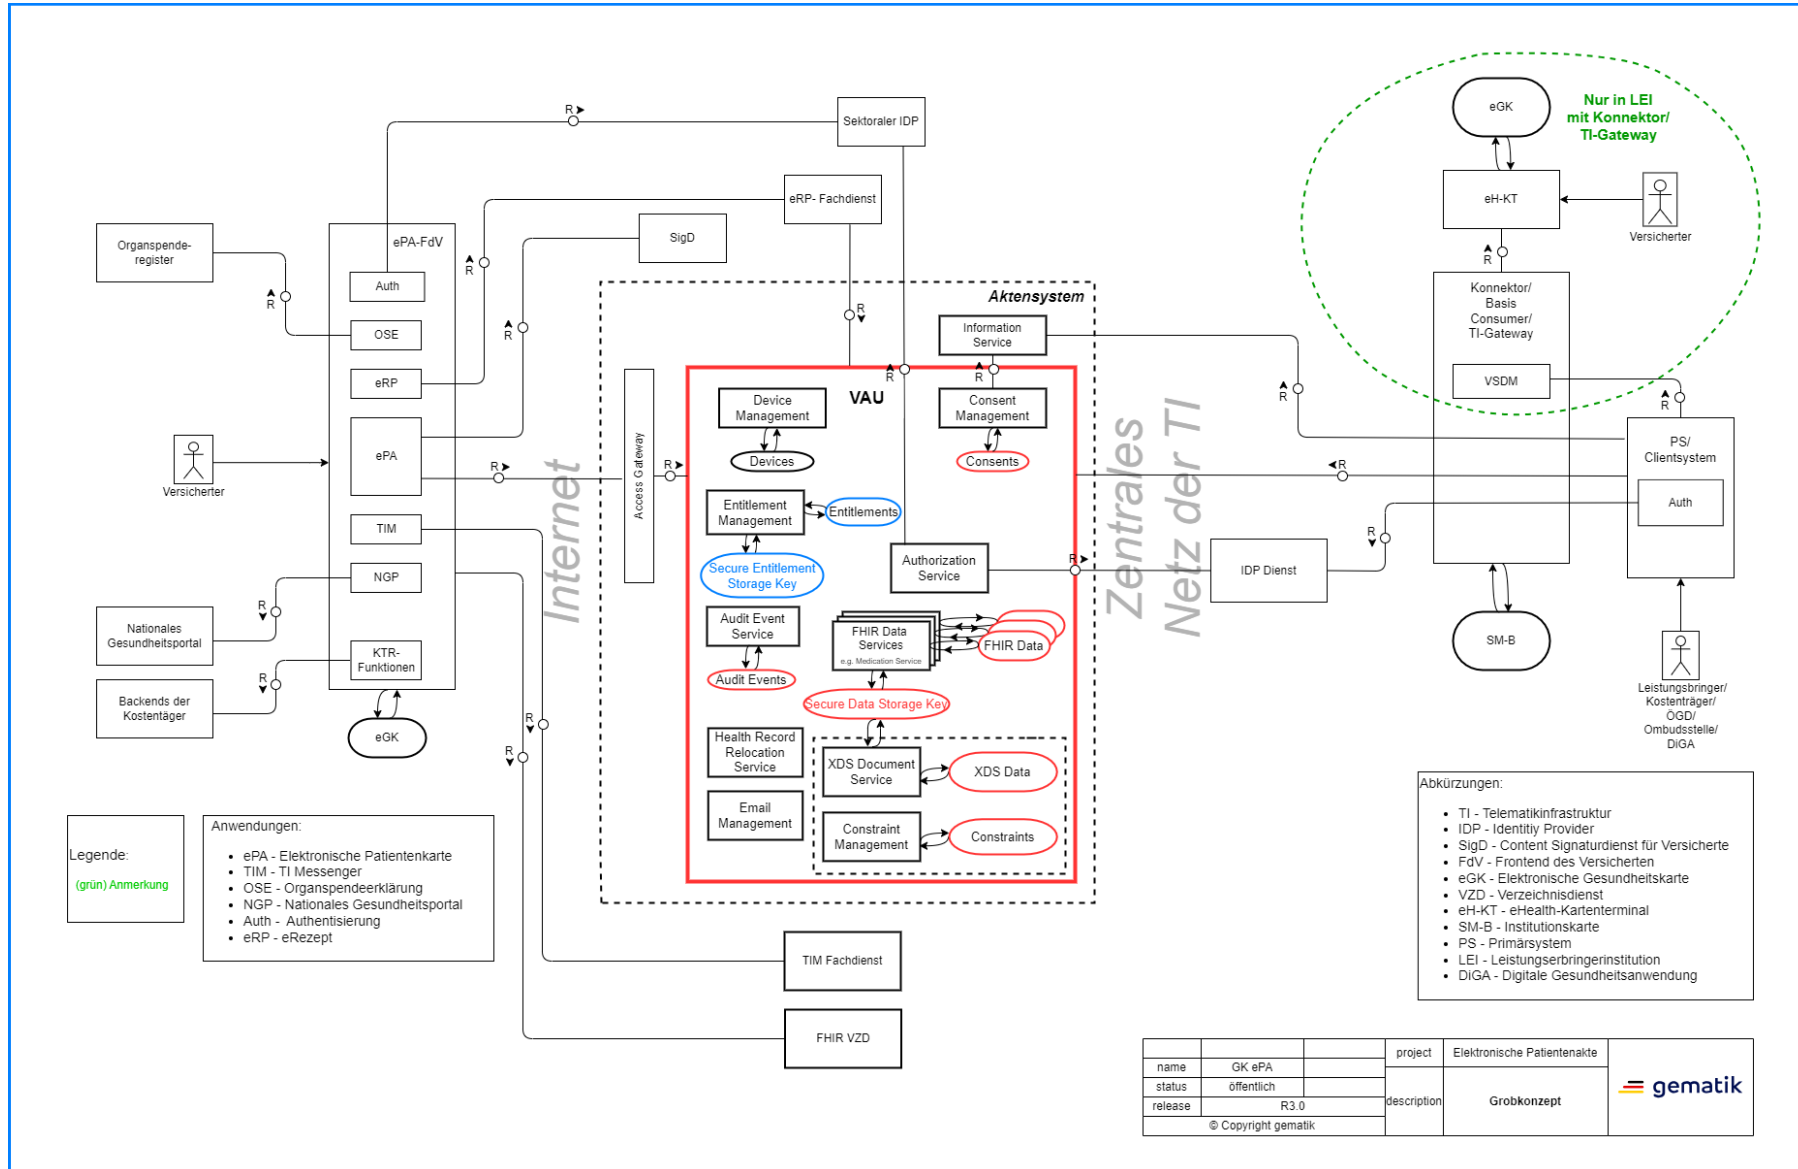 eGK
Nur in LEI
mit Konnektor/
TI-Gateway
R
Sektoraler IDP
eH-KT
Versicherter
eRP- Fachdienst
R
SigD
ePA-FdV
Organspende-
register
R
R
R
R
Auth
OSE
eRP
ePA
TIM
NGP
KTR-
Funktionen
Konnektor/
Basis
Consumer/
TI-Gateway
VSDM
R
Aktensystem
R
Information
Service
R
R
R
VAU
Device
Management
Devices
Consent
Management
Consents
R
PS/
Clientsystem
Auth
Versicherter
R
Internet
Access Gateway
R
Zentrales
Netz der TI
R
Entitlement
Management
Entitlements
Secure Entitlement
Storage Key
Authorization
Service
R
IDP Dienst
R
Nationales
Gesundheitsportal
R
Audit Event
Service
Audit Events
FHIR Data
Services
e.g. Medication Service
FHIR Data
SM-B
Backends der
Kostentäger
R
eGK
Secure Data Storage Key
Leistungsbringer/
Kostenträger/
ÖGD/
Ombudsstelle/
DiGA
R
R
Health Record
Relocation
Service
XDS Document
Service
XDS Data
Email
Management
Constraint
Management
Constraints
Legende:
(grün) Anmerkung
Anwendungen:
• ePA - Elektronische Patientenkarte
• TIM - TI Messenger
• OSE - Organspendeerklärung
• NGP - Nationales Gesundheitsportal
• Auth - Authentisierung
• eRP - eRezept
Abkürzungen:
• TI - Telematikinfrastruktur
• IDP - Identitiy Provider
• SigD - Content Signaturdienst für Versicherte
• FdV - Frontend des Versicherten
• eGK - Elektronische Gesundheitskarte
• VZD - Verzeichnisdienst
• eH-KT - eHealth-Kartenterminal
• SM-B - Institutionskarte
• PS - Primärsystem
• LEI - Leistungserbringerinstitution
• DiGA - Digitale Gesundheitsanwendung
TIM Fachdienst
FHIR VZD
name GK ePA
status öffentlich
release R3.0
© Copyright gematik
project Elektronische Patientenakte
description Grobkonzept
gematik